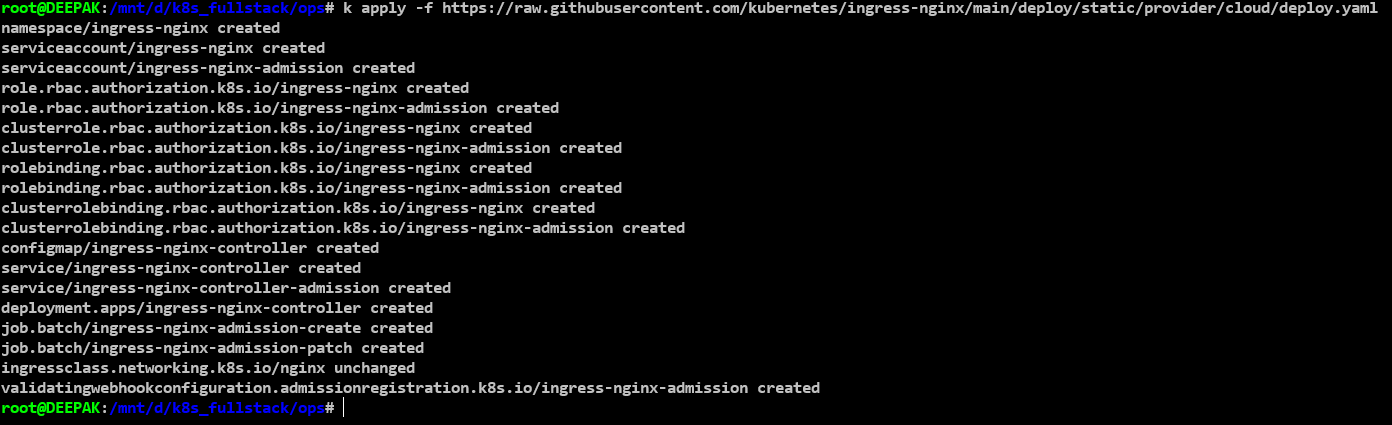 root@DEEPAK:/mnt/d/k8s_fullstack/ops# k apply -f https://raw.githubusercontent.com/kubernetes/ingress-nginx/main/deploy/static/provider/cloud/deploy.yaml
namespace/ingress-nginx created
serviceaccount/ingress-nginx created
serviceaccount/ingress-nginx-admission created
role.rbac.authorization.k8s.io/ingress-nginx created
role.rbac.authorization.k8s.io/ingress-nginx-admission created
clusterrole.rbac.authorization.k8s.io/ingress-nginx created
clusterrole.rbac.authorization.k8s.io/ingress-nginx-admission created
rolebinding.rbac.authorization.k8s.io/ingress-nginx created
rolebinding.rbac.authorization.k8s.io/ingress-nginx-admission created
clusterrolebinding.rbac.authorization.k8s.io/ingress-nginx created
clusterrolebinding.rbac.authorization.k8s.io/ingress-nginx-admission created
configmap/ingress-nginx-controller created
service/ingress-nginx-controller created
service/ingress-nginx-controller-admission created
deployment.apps/ingress-nginx-controller created
job.batch/ingress-nginx-admission-create created
job.batch/ingress-nginx-admission-patch created
ingressclass.networking.k8s.io/nginx unchanged
validatingwebhookconfiguration.admissionregistration.k8s.io/ingress-nginx-admission created
root@DEEPAK:/mnt/d/k8s_fullstack/ops#